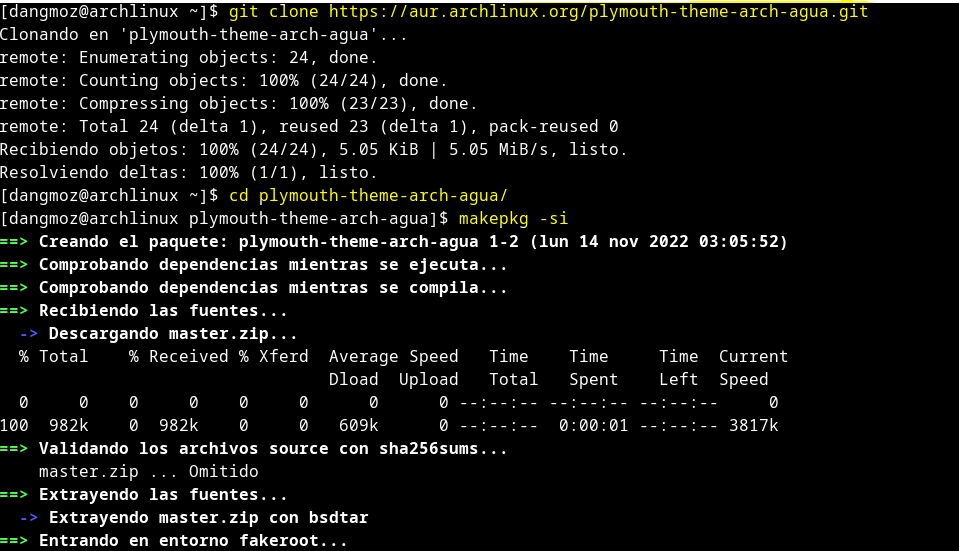 [dangmoz@archlinux ~]$ git clone https://aur.archlinux.org/plymouth-theme-arch-agua.git
Clonando en 'plymouth-theme-arch-agua'...
remote: Enumerating objects: 24, done.
remote: Counting objects: 100% (24/24), done.
remote: Compressing objects: 100% (23/23), done.
remote: Total 24 (delta 1), reused 23 (delta 1), pack-reused 0
Recibiendo objetos: 100% (24/24), 5.05 KiB | 5.05 MiB/s, listo.
Resolviendo deltas: 100% (1/1), listo.
[dangmoz@archlinux ~]$ cd plymouth-theme-arch-agua/
[dangmoz@archlinux plymouth-theme-arch-agua]$ makepkg -si
==> Creando el paquete: plymouth-theme-arch-agua 1-2 (lun 14 nov 2022 03:05:52)
==> Comprobando dependencias mientras se ejecuta...
==> Comprobando dependencias mientras se compila...
==> Recibiendo las fuentes...
  -> Descargando master.zip...
  % Total    % Received % Xferd  Average Speed   Time    Time     Time  Current
                                 Dload  Upload   Total   Spent    Left  Speed
  0     0    0     0    0     0      0      0 --:--:-- --:--:-- --:--:--     0
100  982k    0  982k    0     0   609k      0 --:--:--  0:00:01 --:--:-- 3817k
==> Validando los archivos source con sha256sums...
    master.zip ... Omitido
==> Extrayendo las fuentes...
  -> Extrayendo master.zip con bsdtar
==> Entrando en entorno fakeroot...